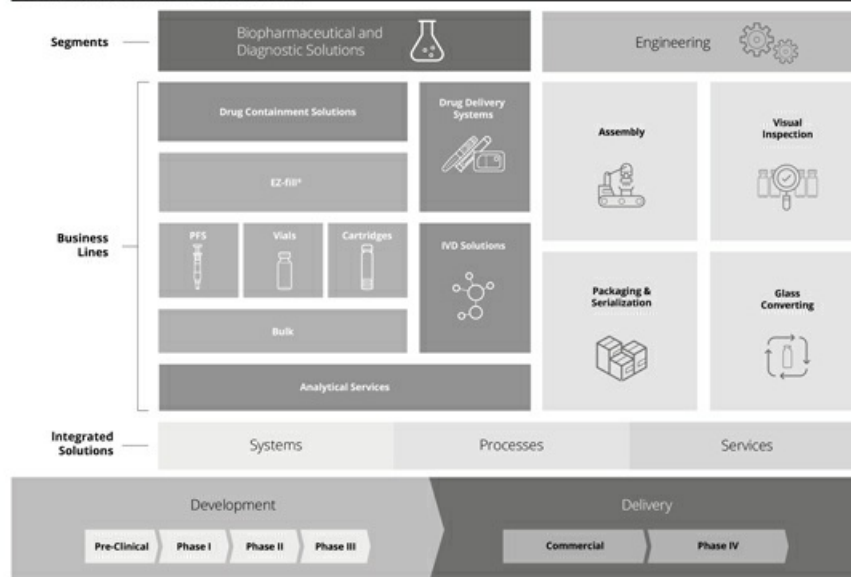 Segments
Biopharmaceutical and
Diagnostic Solutions
Engineering
Business
Lines
Drug Containment Solutions
Drug Delivery
Systems
EZ-fill®
PFS
Vials
Cartridges
IVD Solutions
Bulk
Analytical Services
Assembly
Visual
Inspection
Packaging &
Serialization
Glass
Converting
Integrated
Solutions
Systems
Processes
Services
Development
Pre-Clinical
Phase I
Phase II
Phase III
Delivery
Commercial
Phase IV